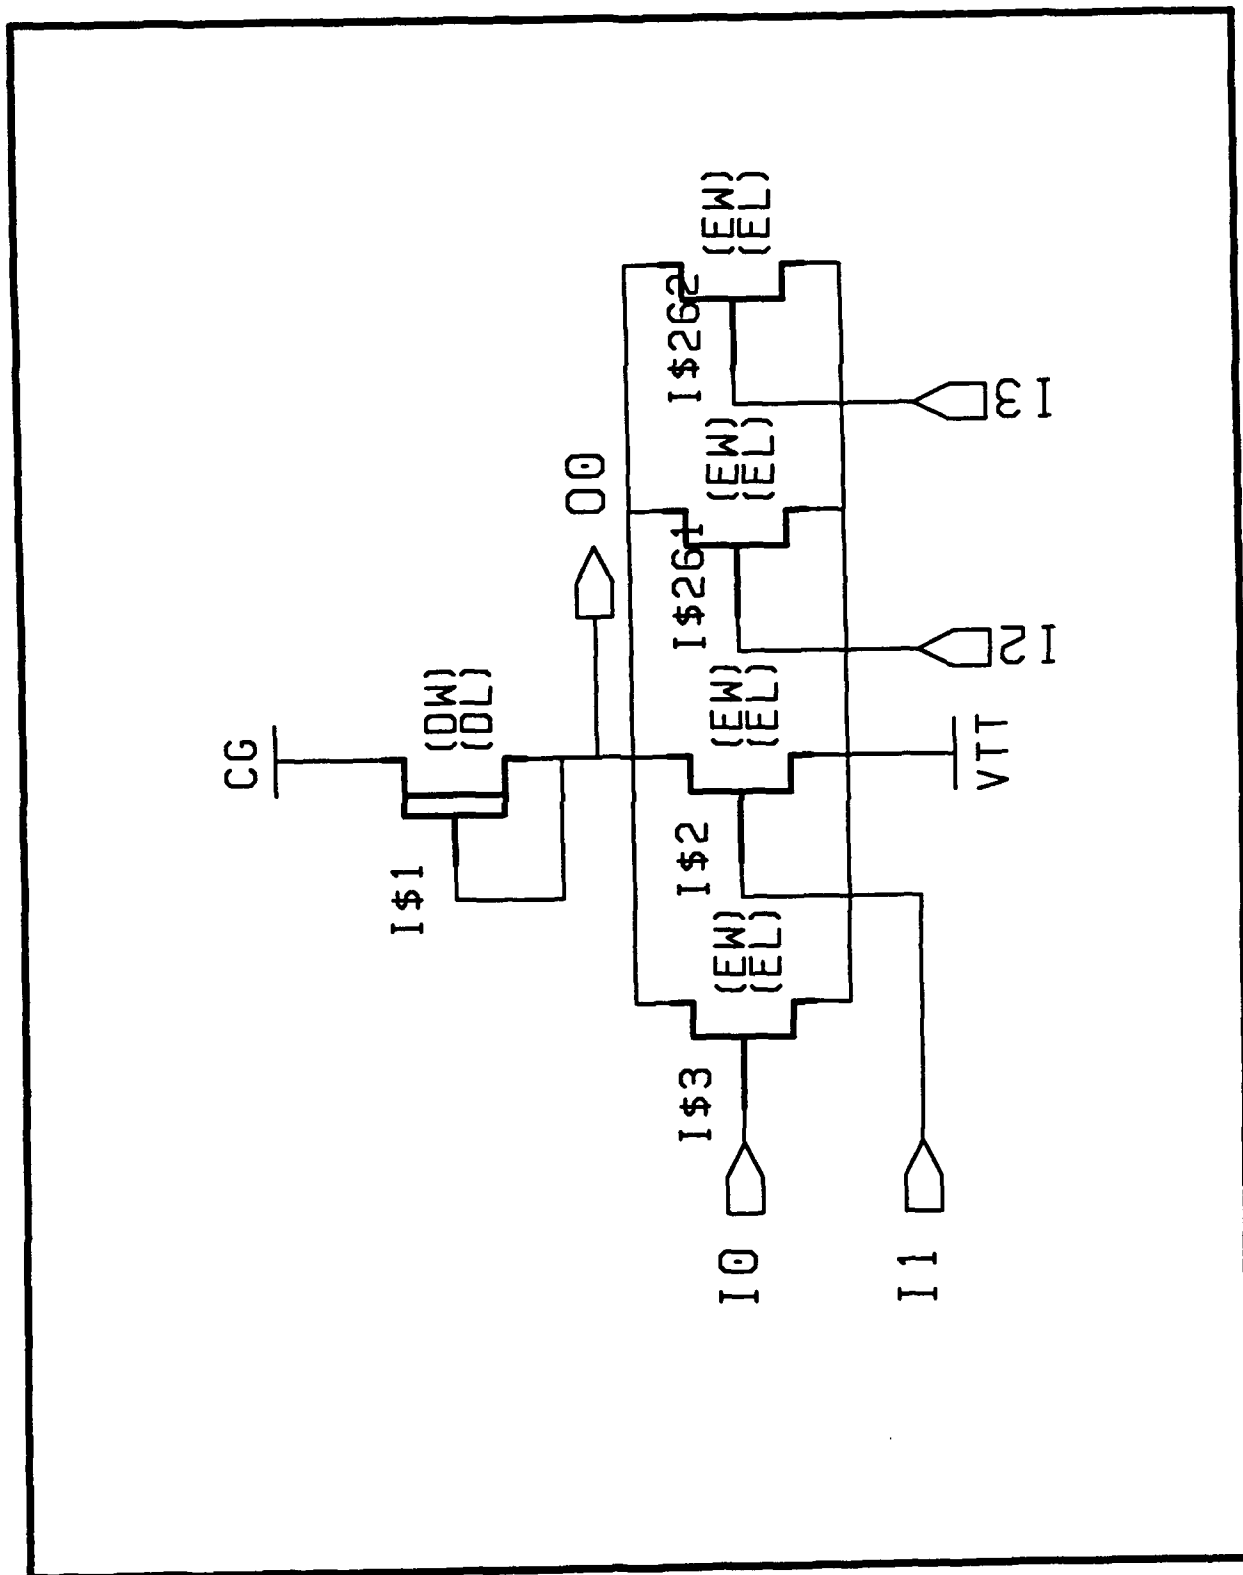 CG
I$1
(DW)
(DL)
O0
I$3
(EW)
(EL)
I$2
(EW)
(EL)
I$261
(EW)
(EL)
I$262
(EW)
(EL)
I0
I1
VTT
I2
I3